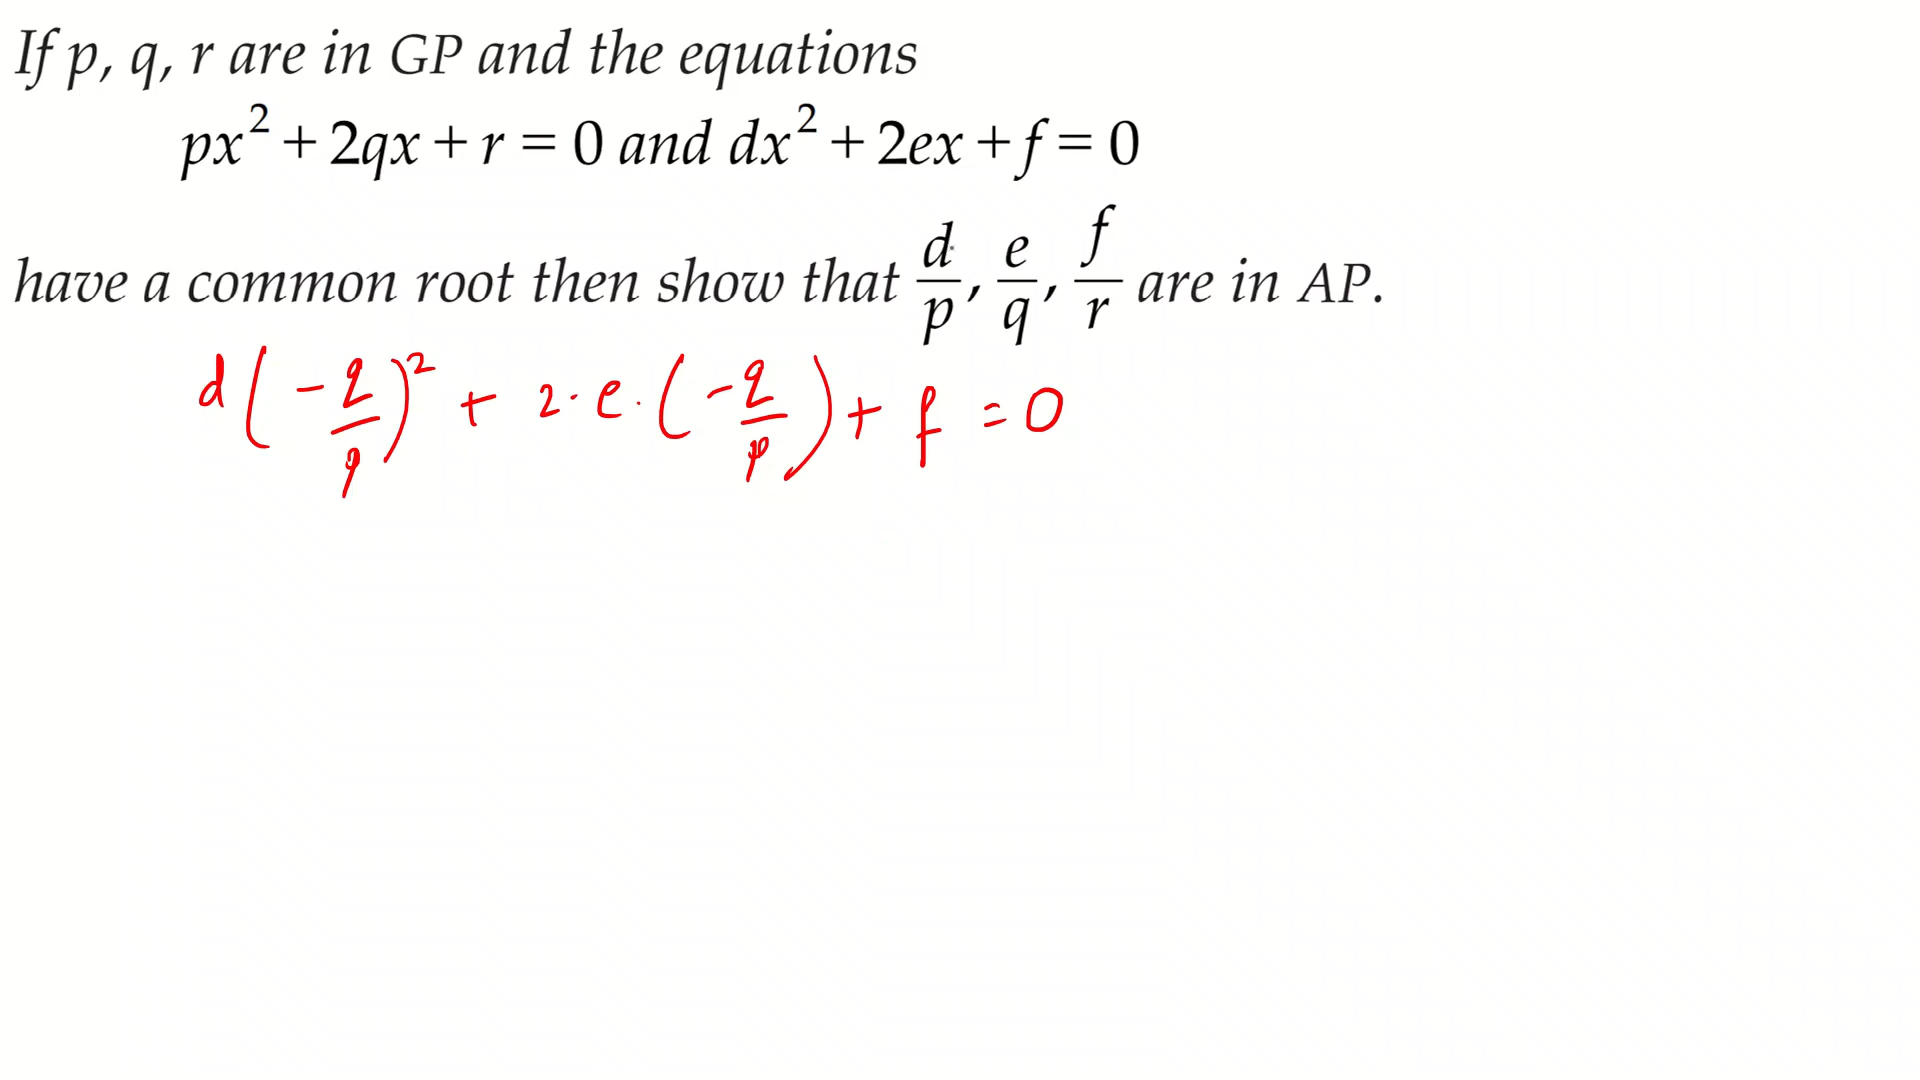 If p, q, r are in GP and the equations
px² + 2qx + r = 0 and dx² + 2ex + f = 0
have a common root then show that d/p, e/q, f/r are in AP.
d(-q/p)² + 2·e·(-q/p) + f = 0